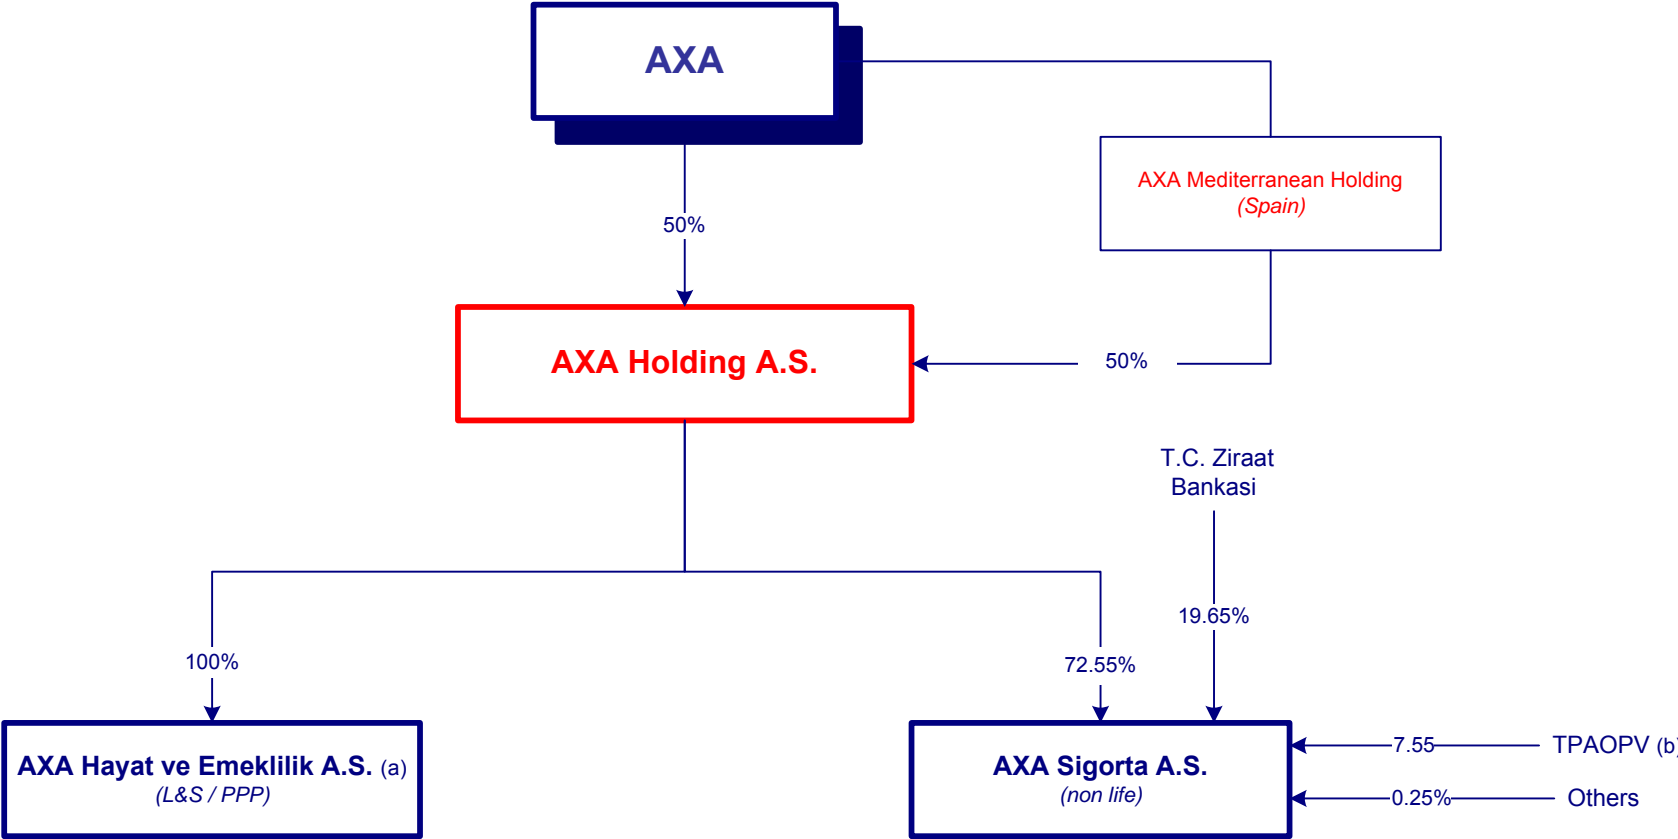 AXA
AXA Mediterranean Holding
(Spain)
50%
AXA Holding A.S.
50%
T.C. Ziraat
Bankasi
19.65%
100%
72.55%
AXA Hayat ve Emeklilik A.S. (a)
(L&S / PPP)
AXA Sigorta A.S.
(non life)
7.55
TPAOPV (b)
0.25%
Others